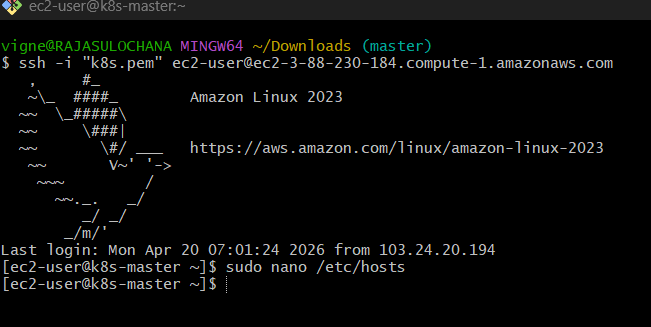 ec2-user@k8s-master:~
vigne@RAJASULOCHANA MINGW64 ~/Downloads (master)
$ ssh -i "k8s.pem" ec2-user@ec2-3-88-230-184.compute-1.amazonaws.com
   ,     #_
   ~\_  ####_        Amazon Linux 2023
  ~~  \_#####\
  ~~     \###|
  ~~       \#/ ___   https://aws.amazon.com/linux/amazon-linux-2023
   ~~       V~' '->
    ~~~         /
      ~~._.   _/
         _/ _/
       _/m/'
Last login: Mon Apr 20 07:01:24 2026 from 103.24.20.194
[ec2-user@k8s-master ~]$ sudo nano /etc/hosts
[ec2-user@k8s-master ~]$